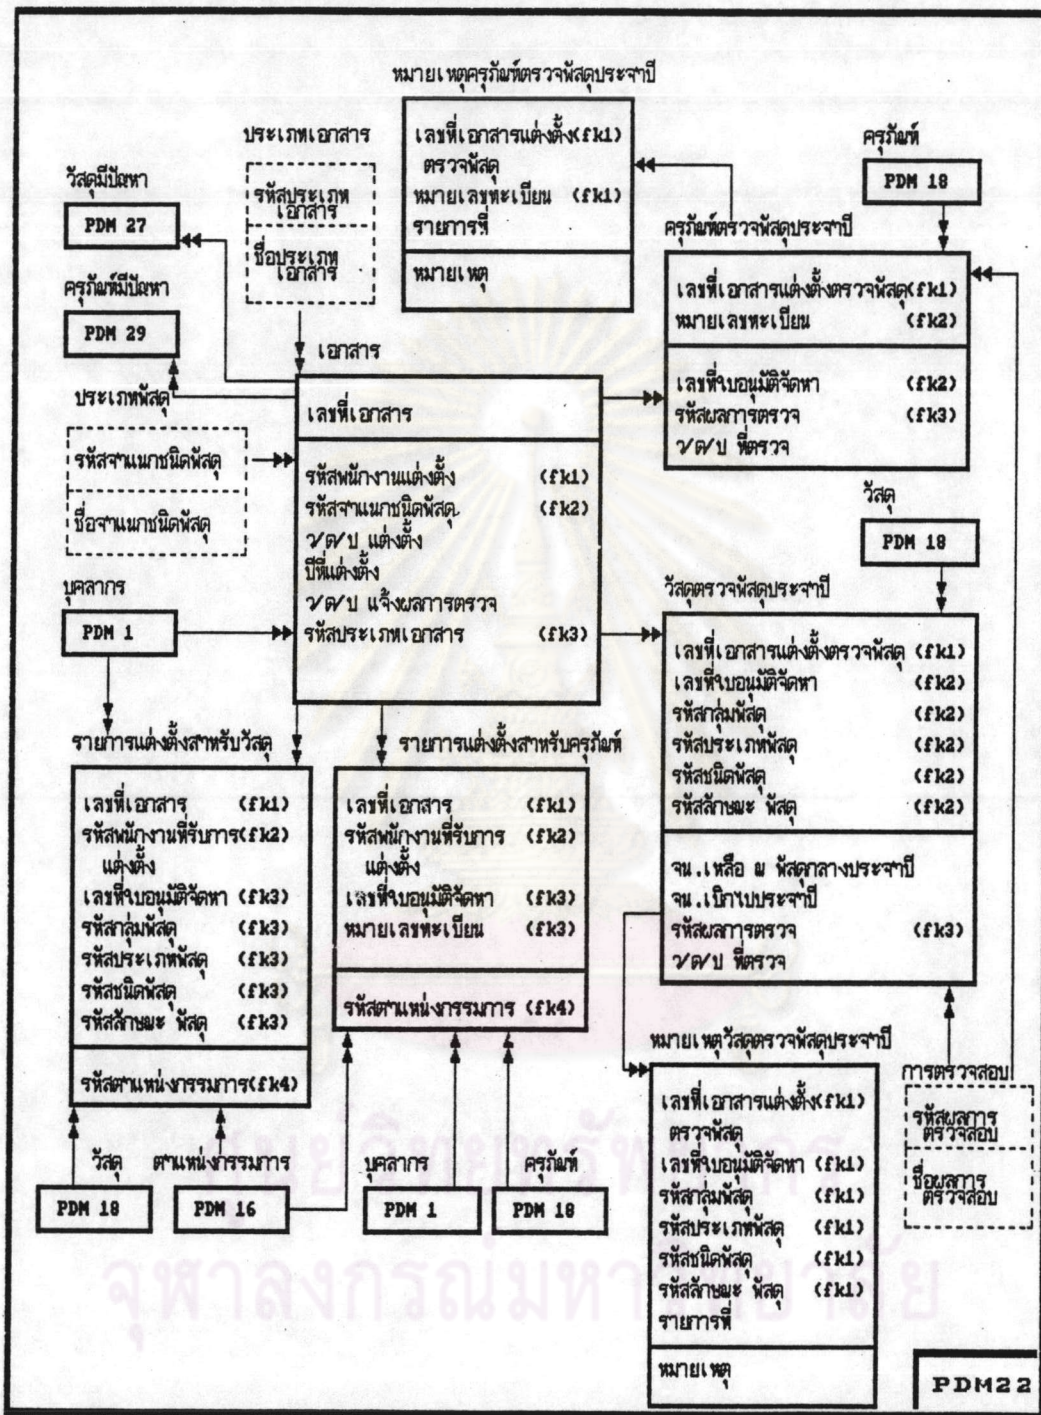 หมายเหตุครุภัณฑ์ตรวจพัสดุประจำปี
เลขที่เอกสารแต่งตั้ง(fk1)
ตรวจพัสดุ
หมายเลขทะเบียน (fk1)
รายการที่
หมายเหตุ
ประเภทเอกสาร
รหัสประเภท
เอกสาร
ชื่อประเภท
เอกสาร
วัสดุมีปัญหา
PDM 27
ครุภัณฑ์มีปัญหา
PDM 29
ครุภัณฑ์
PDM 18
ครุภัณฑ์ตรวจพัสดุประจำปี
เลขที่เอกสารแต่งตั้งตรวจพัสดุ(fk1)
หมายเลขทะเบียน (fk2)
เลขที่ใบอนุมัติจัดหา (fk2)
รหัสผลการตรวจ (fk3)
ว/ด/ป ที่ตรวจ
เอกสาร
เลขที่เอกสาร
รหัสพนักงานแต่งตั้ง (fk1)
รหัสจำแนกชนิดพัสดุ (fk2)
ว/ด/ป แต่งตั้ง
ปีที่แต่งตั้ง
ว/ด/ป แจ้งผลการตรวจ
รหัสประเภทเอกสาร (fk3)
ประเภทพัสดุ
รหัสจำแนกชนิดพัสดุ
ชื่อจำแนกชนิดพัสดุ
บุคลากร
PDM 1
วัสดุ
PDM 18
วัสดุตรวจพัสดุประจำปี
เลขที่เอกสารแต่งตั้งตรวจพัสดุ (fk1)
เลขที่ใบอนุมัติจัดหา (fk2)
รหัสกลุ่มพัสดุ (fk2)
รหัสประเภทพัสดุ (fk2)
รหัสชนิดพัสดุ (fk2)
รหัสลักษณะ พัสดุ (fk2)
จน.เหลือ ณ พัสดุกลางประจำปี
จน.เบิกไปประจำปี
รหัสผลการตรวจ (fk3)
ว/ด/ป ที่ตรวจ
รายการแต่งตั้งสำหรับวัสดุ
เลขที่เอกสาร (fk1)
รหัสพนักงานที่รับการ(fk2)
แต่งตั้ง
เลขที่ใบอนุมัติจัดหา (fk3)
รหัสกลุ่มพัสดุ (fk3)
รหัสประเภทพัสดุ (fk3)
รหัสชนิดพัสดุ (fk3)
รหัสลักษณะ พัสดุ (fk3)
รหัสตำแหน่งกรรมการ(fk4)
รายการแต่งตั้งสำหรับครุภัณฑ์
เลขที่เอกสาร (fk1)
รหัสพนักงานที่รับการ (fk2)
แต่งตั้ง
เลขที่ใบอนุมัติจัดหา (fk3)
หมายเลขทะเบียน (fk3)
รหัสตำแหน่งกรรมการ (fk4)
วัสดุ
PDM 18
ตำแหน่งกรรมการ
PDM 16
บุคลากร
PDM 1
ครุภัณฑ์
PDM 18
หมายเหตุวัสดุตรวจพัสดุประจำปี
เลขที่เอกสารแต่งตั้ง(fk1)
ตรวจพัสดุ
เลขที่ใบอนุมัติจัดหา (fk1)
รหัสกลุ่มพัสดุ (fk1)
รหัสประเภทพัสดุ (fk1)
รหัสชนิดพัสดุ (fk1)
รหัสลักษณะ พัสดุ (fk1)
รายการที่
หมายเหตุ
การตรวจสอบ
รหัสผลการ
ตรวจสอบ
ชื่อผลการ
ตรวจสอบ
ศูนย์วิทยทรัพยากร
จุฬาลงกรณ์มหาวิทยาลัย
PDM22